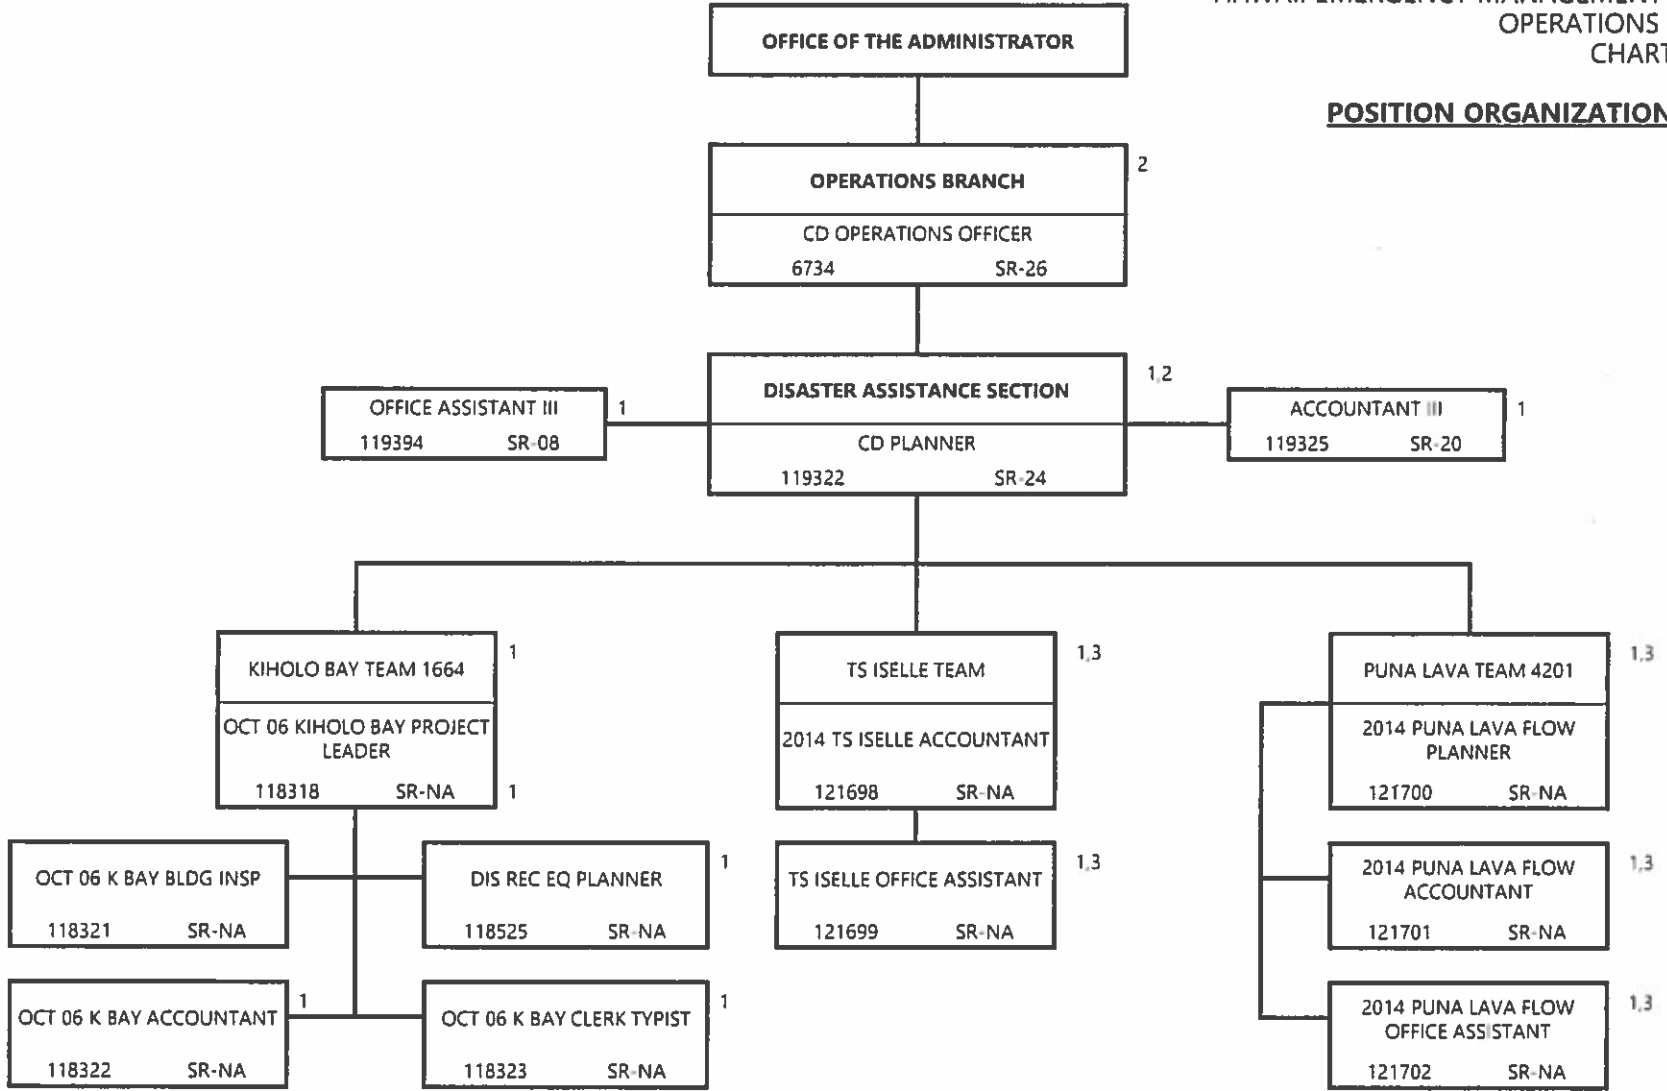 EMERGENCY MANAGEMENT
OPERATIONS
CHART
POSITION ORGANIZATION
OFFICE OF THE ADMINISTRATOR
OPERATIONS BRANCH
2
CD OPERATIONS OFFICER
6734 SR-26
DISASTER ASSISTANCE SECTION
1,2
CD PLANNER
119322 SR-24
OFFICE ASSISTANT III
1
119394 SR-08
ACCOUNTANT III
1
119325 SR-20
KIHOLO BAY TEAM 1664
1
OCT 06 KIHOLO BAY PROJECT
LEADER
118318 SR-NA
1
TS ISELLE TEAM
1,3
2014 TS ISELLE ACCOUNTANT
121698 SR-NA
PUNA LAVA TEAM 4201
1,3
2014 PUNA LAVA FLOW
PLANNER
121700 SR-NA
OCT 06 K BAY BLDG INSP
118321 SR-NA
DIS REC EQ PLANNER
1
118525 SR-NA
TS ISELLE OFFICE ASSISTANT
1,3
121699 SR-NA
2014 PUNA LAVA FLOW
ACCOUNTANT
1,3
121701 SR-NA
OCT 06 K BAY ACCOUNTANT
1
118322 SR-NA
OCT 06 K BAY CLERK TYPIST
1
118323 SR-NA
2014 PUNA LAVA FLOW
OFFICE ASSISTANT
1,3
121702 SR-NA